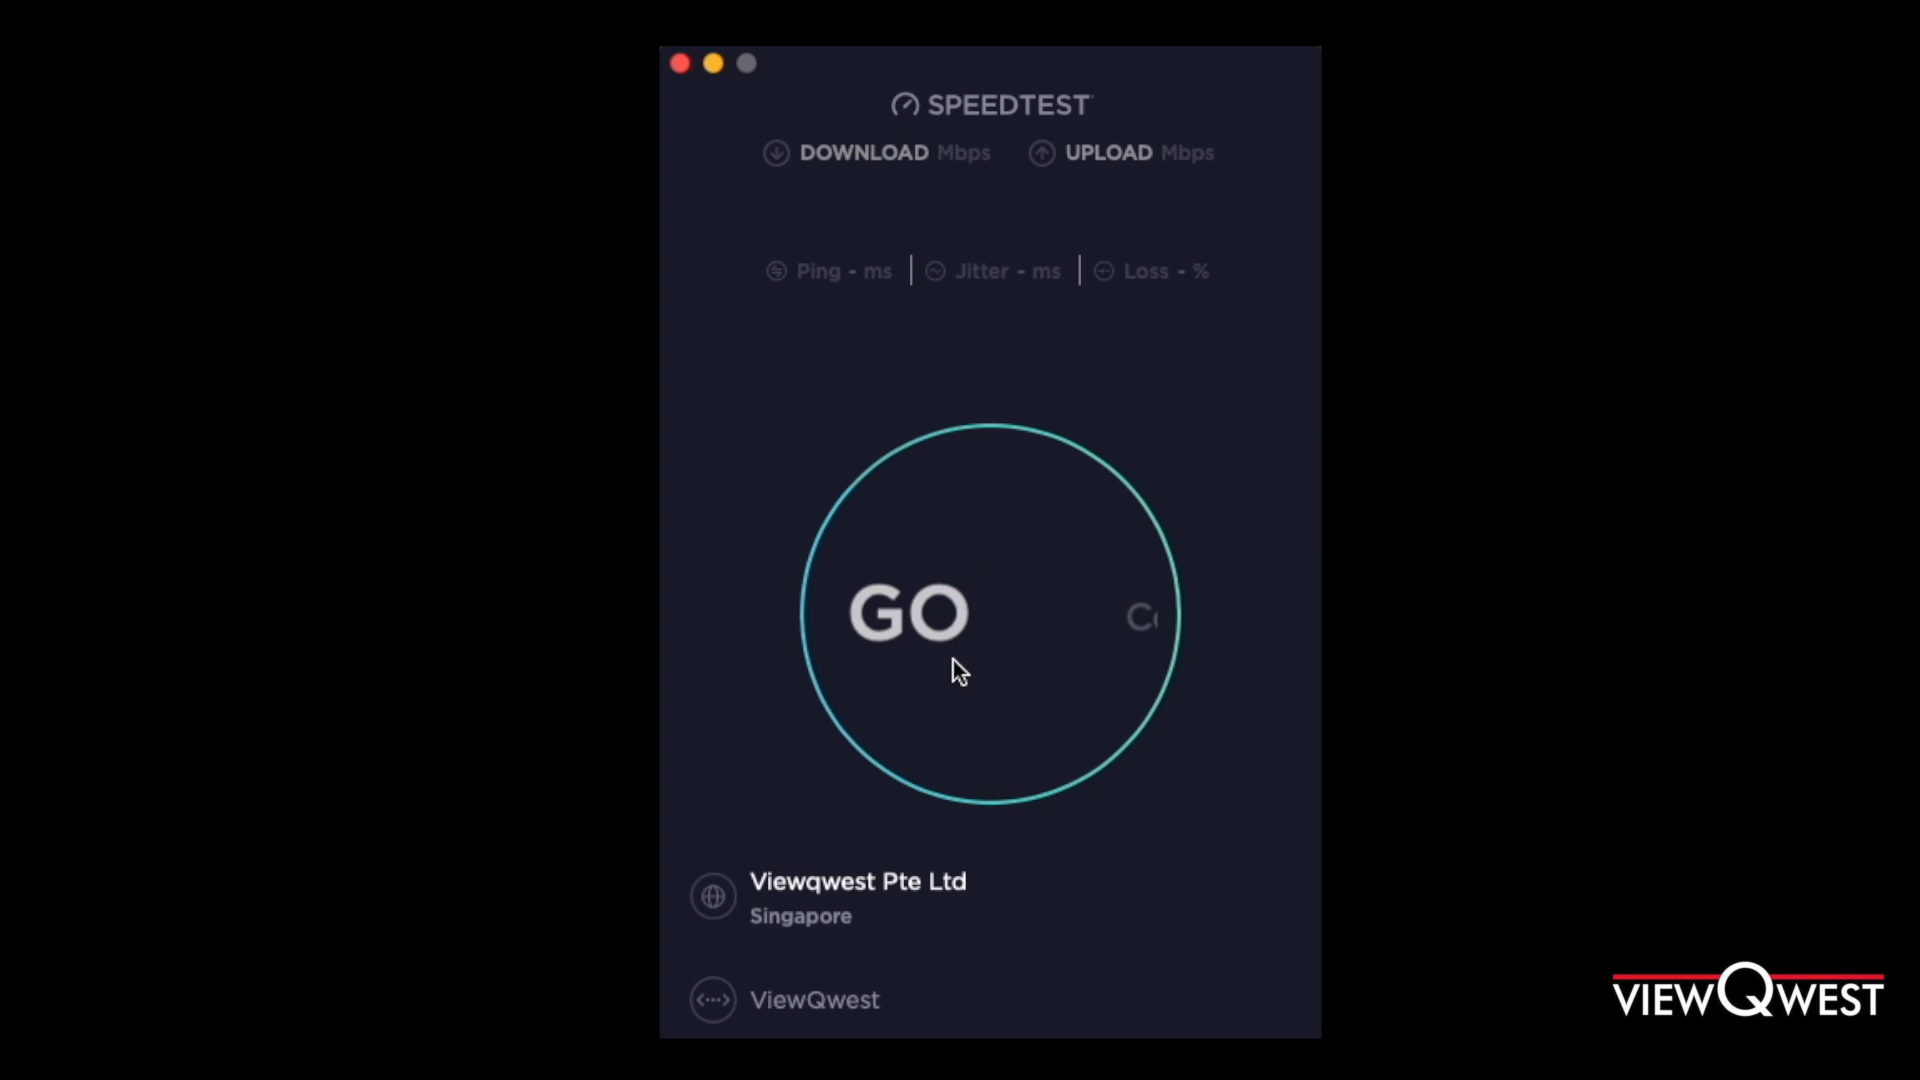 SPEEDTEST
DOWNLOAD Mbps UPLOAD Mbps
Ping - ms Jitter - ms Loss - %
GO
Viewqwest Pte Ltd
Singapore
ViewQwest
VIEWQWEST